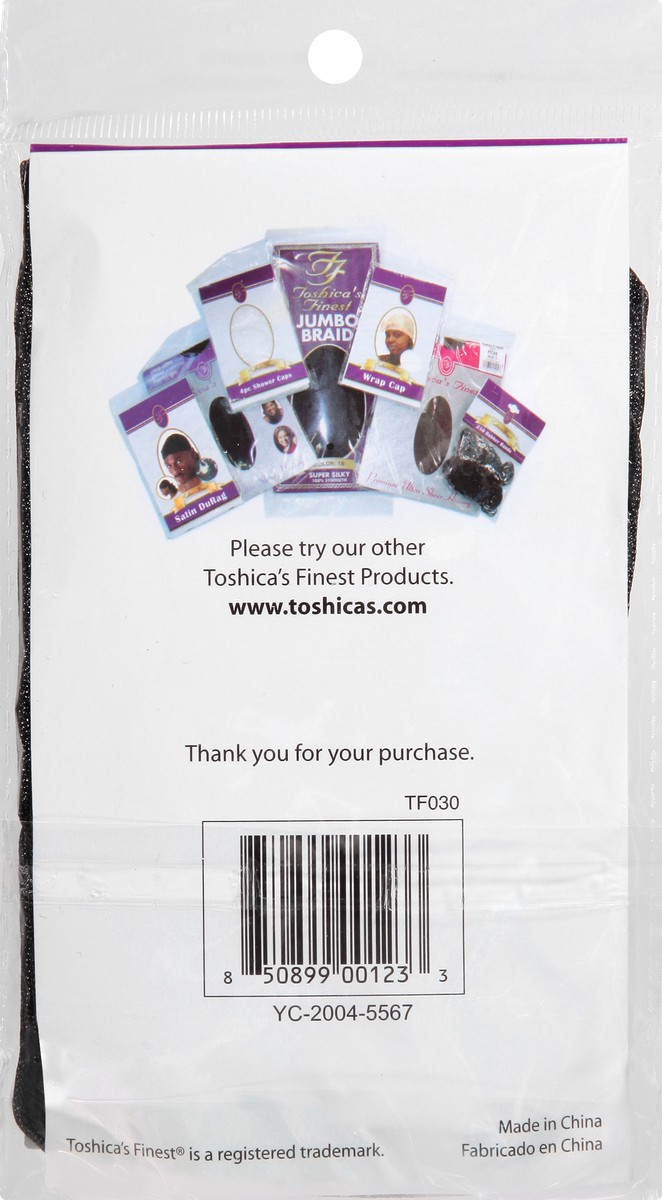 Toshica's
Finest
JUMBO
BRAID
4pc Shower Caps
Wrap Cap
Satin DuRag
SUPER SILKY
100% SYNTHETIC
Please try our other
Toshica's Finest Products.
www.toshicas.com
Thank you for your purchase.
TF030
8 50899 00123 3
YC-2004-5567
Made in China
Toshica's Finest® is a registered trademark.
Fabricado en China